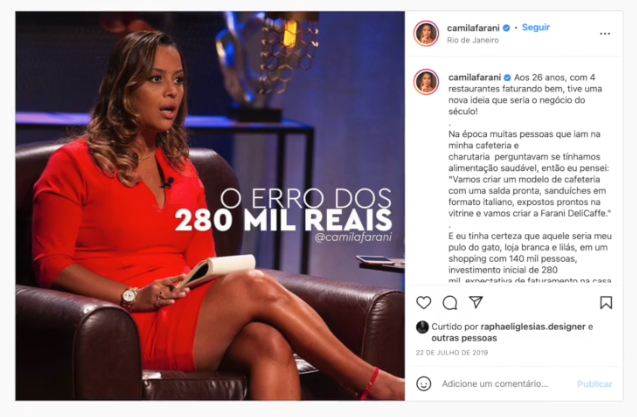 O ERRO DOS
280 MIL REAIS
@camilafarani
camilafarani • Seguir
Rio de Janeiro
camilafarani Aos 26 anos, com 4
restaurantes faturando bem, tive uma
nova ideia que seria o negócio do
século!
.
Na época muitas pessoas que iam na
minha cafeteria e
charutaria perguntavam se tínhamos
alimentação saudável, então eu pensei:
"Vamos criar um modelo de cafeteria
com uma salda pronta, sanduíches em
formato italiano, expostos prontos na
vitrine e vamos criar a Farani DeliCaffe."
.
E eu tinha certeza que aquele seria meu
pulo do gato, loja branca e lilás, em um
shopping com 140 mil pessoas,
investimento inicial de 280
mil, expectativa de faturamento na casa
Curtido por raphaeliglesias.designer e
outras pessoas
22 DE JULHO DE 2019
Adicione um comentário...
Publicar